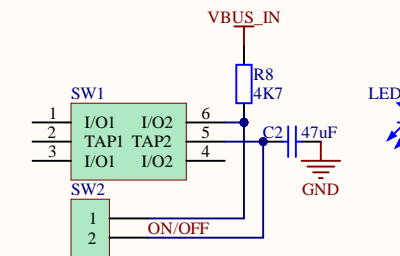 VBUS_IN
R8
4K7
LED
SW1
1 I/O1 I/O2 6
2 TAP1 TAP2 5
3 I/O1 I/O2 4
C2 47uF
GND
SW2
1
2 ON/OFF